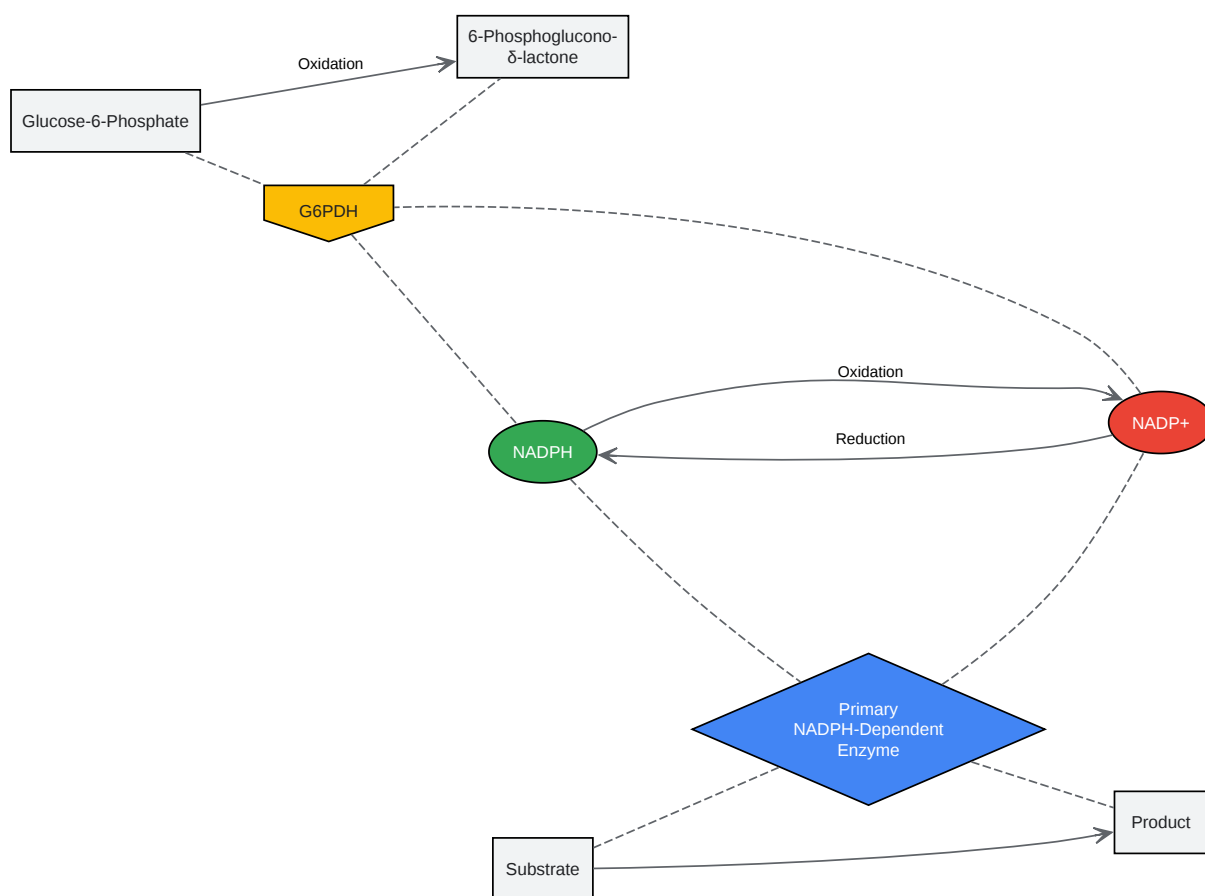 6-Phosphoglucono-
δ-lactone
Oxidation
Glucose-6-Phosphate
G6PDH
Oxidation
NADP+
Reduction
NADPH
Primary
NADPH-Dependent
Enzyme
Product
Substrate